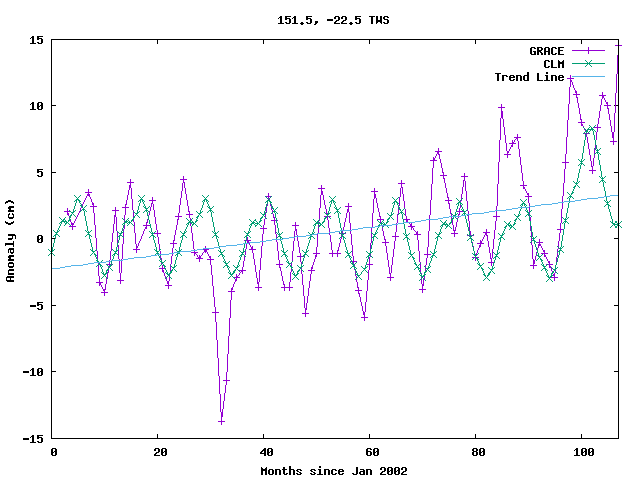 151.5, -22.5 TWS
GRACE
CLM
Trend Line
Anomaly (cm)
15
10
5
0
-5
-10
-15
0 20 40 60 80 100
Months since Jan 2002